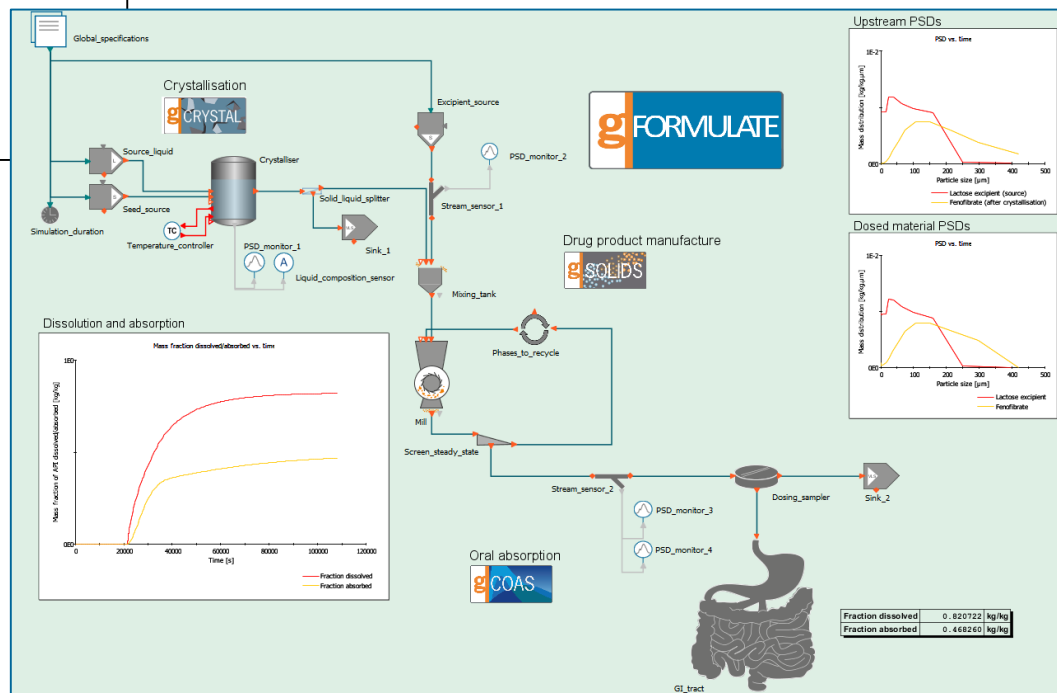 Global_specifications
Crystallisation
g CRYSTAL
Source_liquid
Seed_source
Simulation_duration
Crystalliser
TC
Temperature_controller
PSD_monitor_1
A
Liquid_composition_sensor
Solid_liquid_splitter
Sink_1
Excipient_source
PSD_monitor_2
Stream_sensor_1
g FORMULATE
Drug product manufacture
g SOLIDS
Mixing_tank
Phases_to_recycle
Mill
Screen_steady_state
Stream_sensor_2
PSD_monitor_3
PSD_monitor_4
Dosing_sampler
Sink_2
Oral absorption
g COAS
GI_tract
Fraction dissolved 0.820722 kg/kg
Fraction absorbed 0.468260 kg/kg
Dissolution and absorption
Mass fraction dissolved/absorbed vs. time
Mass fraction of API dissolved/absorbed [kg/kg]
1E0
0E0
0 20000 40000 60000 80000 100000 120000
Time [s]
Fraction dissolved
Fraction absorbed
Upstream PSDs
PSD vs. time
Mass distribution [kg/kg.µm]
1E-2
0E0
0 100 200 300 400 500
Particle size [µm]
Lactose excipient (source)
Fenofibrate (after crystallisation)
Dosed material PSDs
PSD vs. time
Mass distribution [kg/kg.µm]
1E-2
0E0
0 100 200 300 400 500
Particle size [µm]
Lactose excipient
Fenofibrate